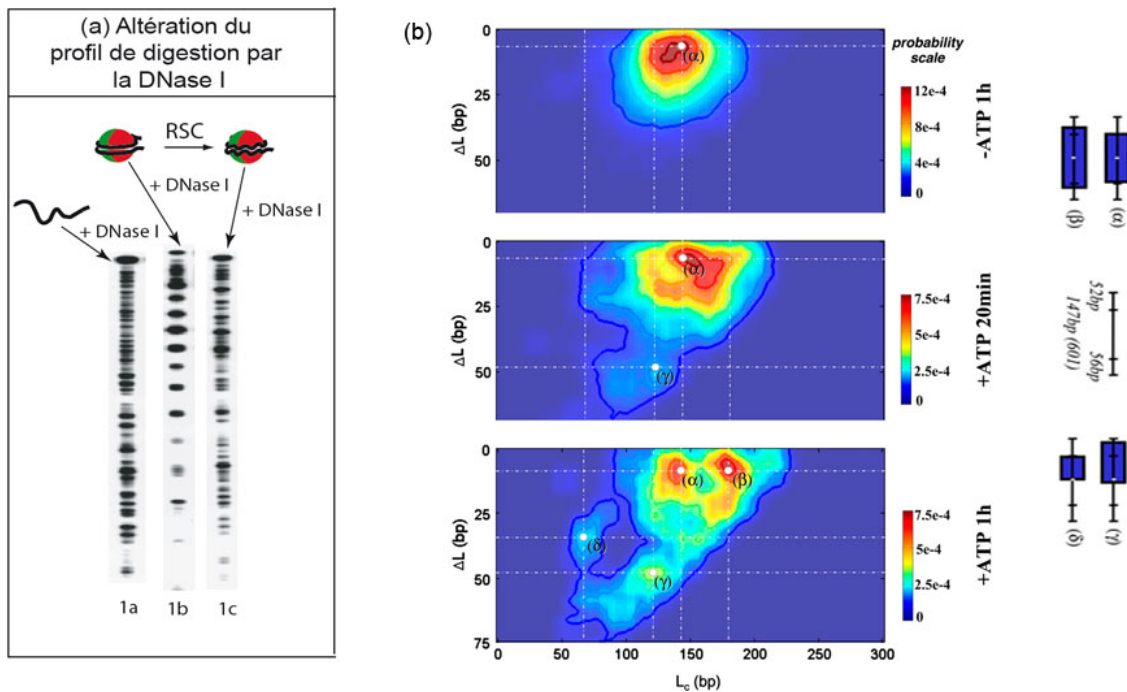 (a) Altération du
profil de digestion par
la DNase I
RSC
+ DNase I
+ DNase I
+ DNase I
1a
1b
1c
(b)
0
25
50
ΔL (bp)
(α)
probability
scale
12e-4
8e-4
4e-4
0
-ATP 1h
0
25
50
ΔL (bp)
(α)
(γ)
7.5e-4
5e-4
2.5e-4
0
+ATP 20min
0
25
50
75
ΔL (bp)
(α)
(β)
(δ)
(γ)
7.5e-4
5e-4
2.5e-4
0
+ATP 1h
0
50
100
150
200
250
300
L_c (bp)
(β)
(α)
52bp
147bp (601)
56bp
(δ)
(γ)